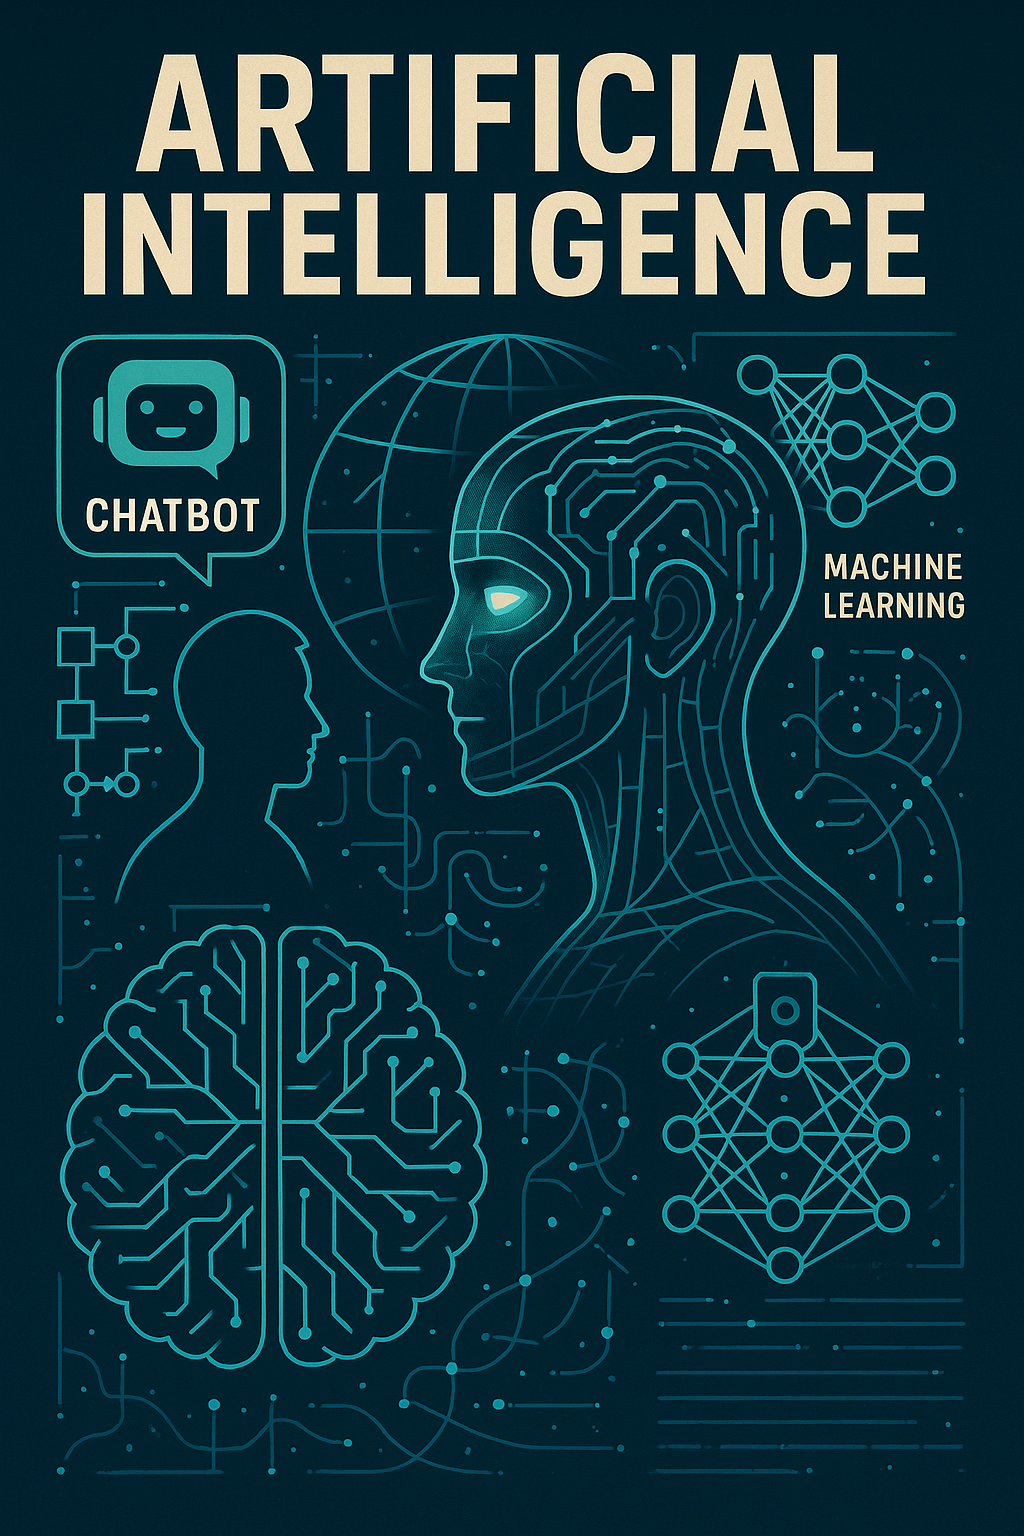 ARTIFICIAL
INTELLIGENCE
CHATBOT
MACHINE
LEARNING